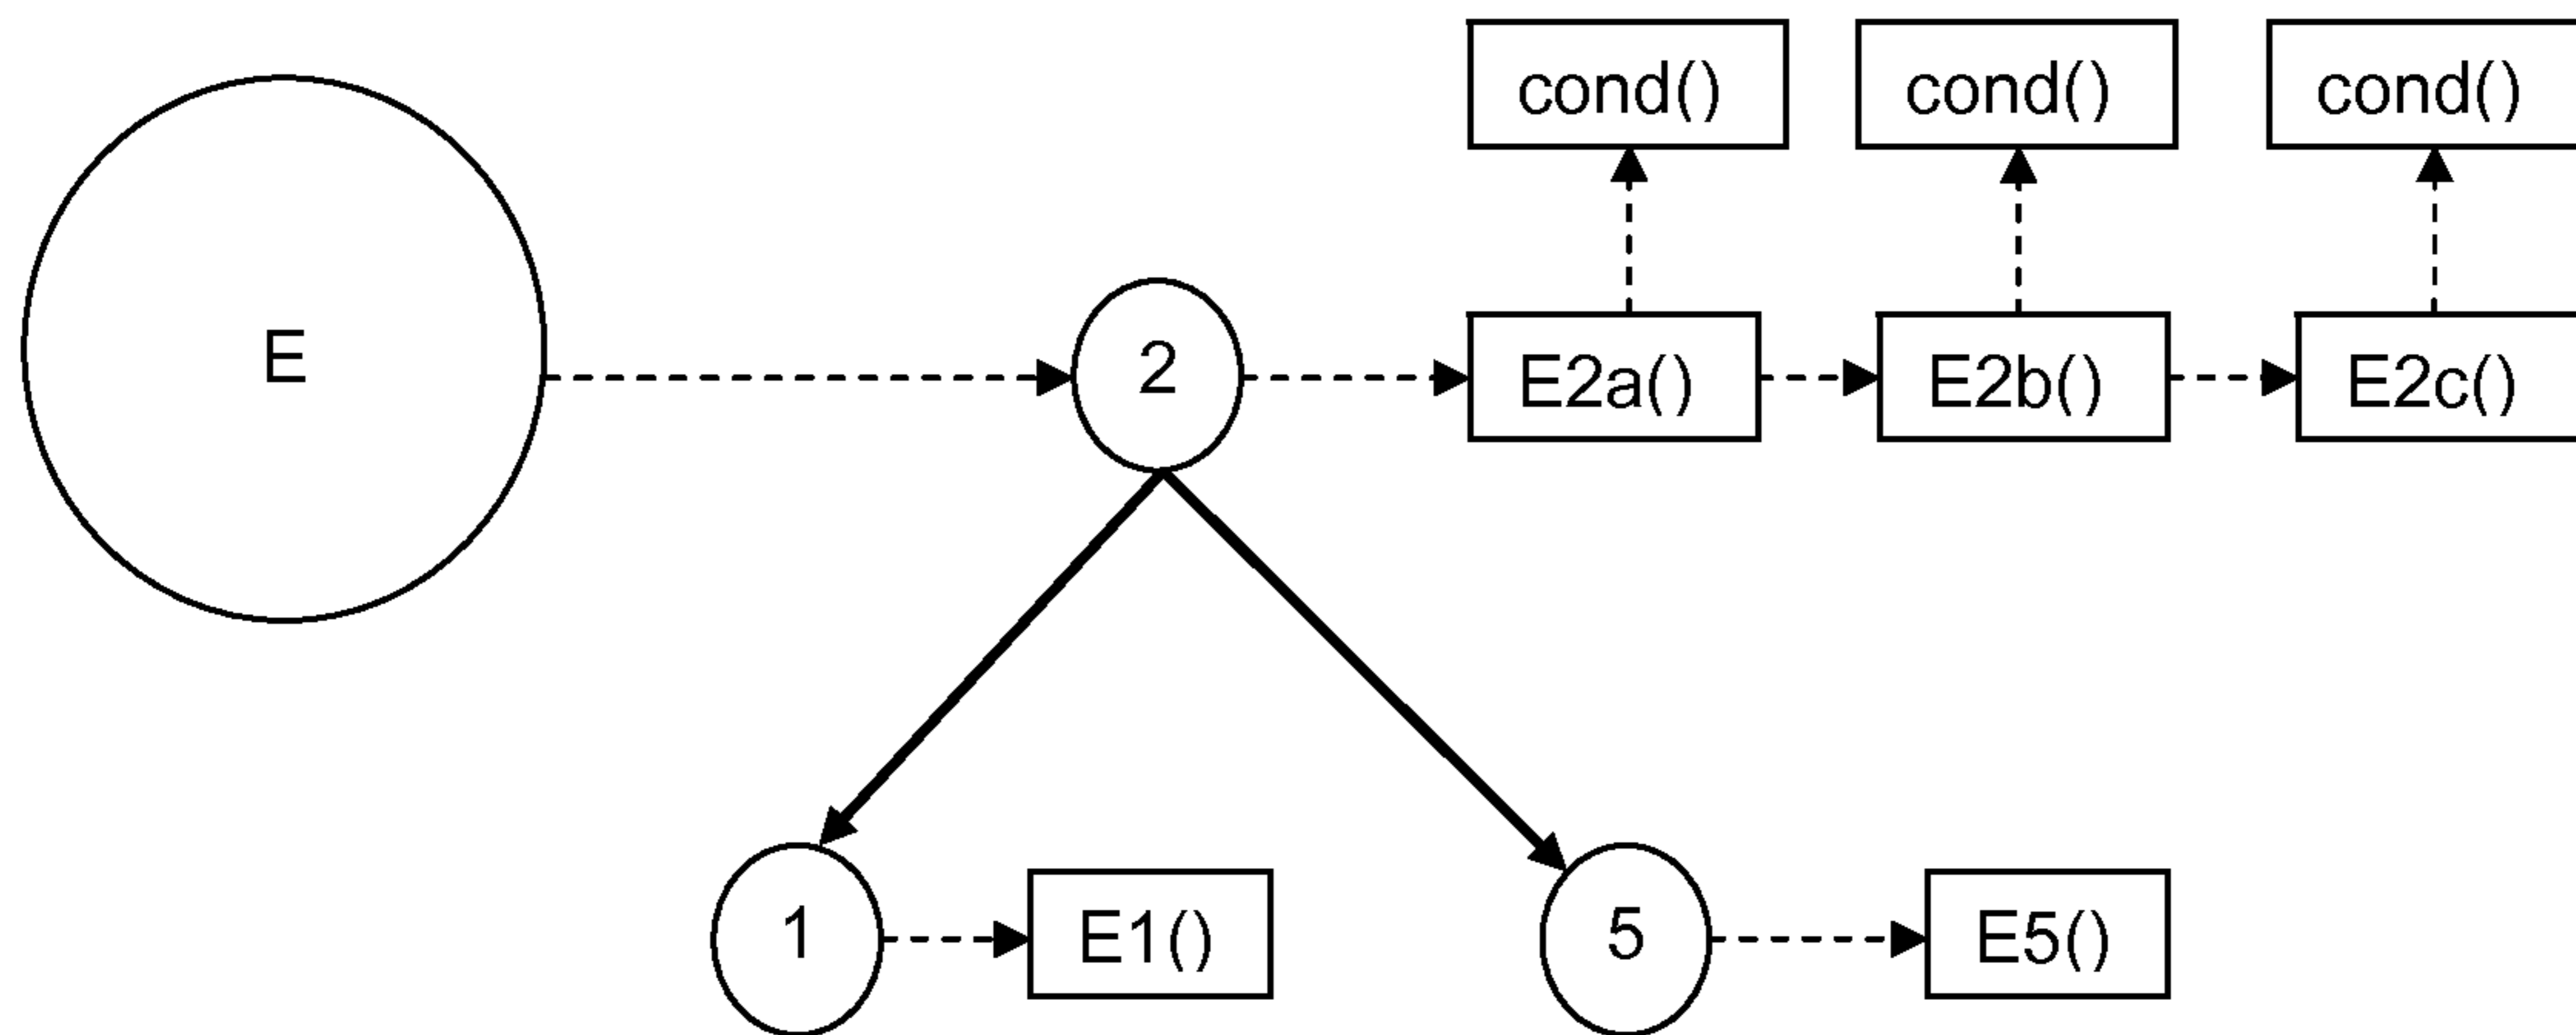 cond() cond() cond()
E 2 E2a() E2b() E2c()
1 E1() 5 E5()